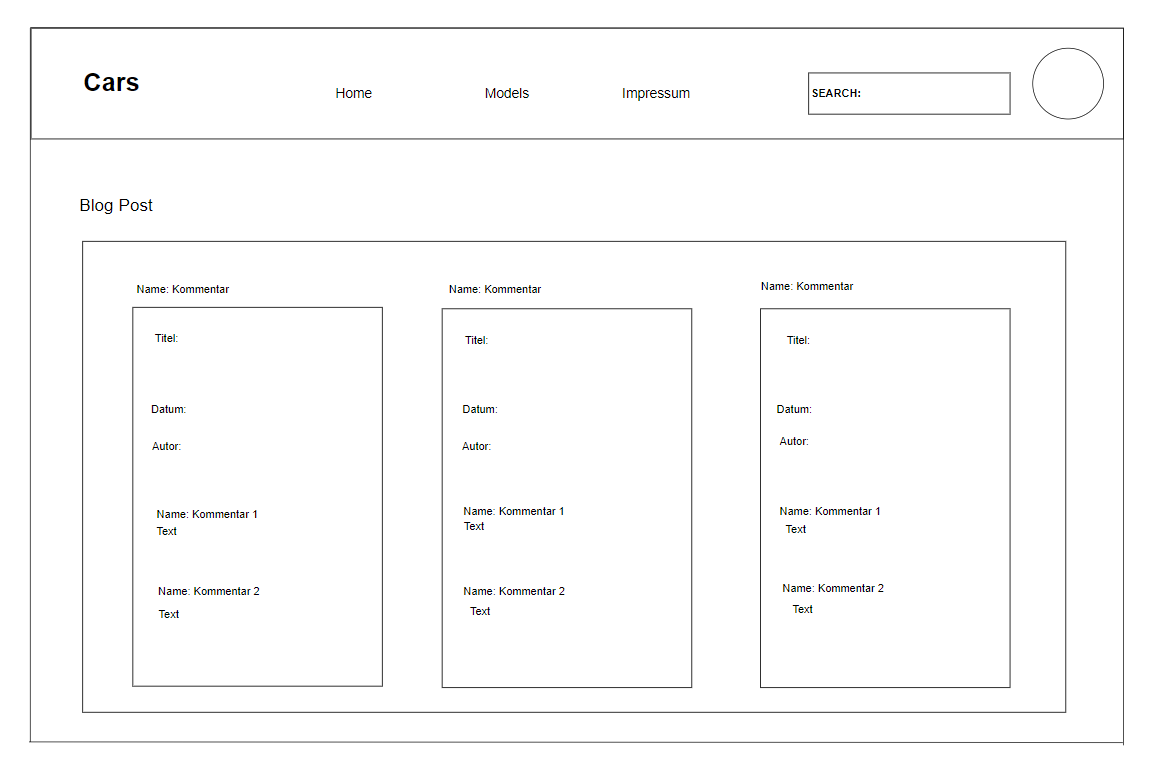 Cars
Home
Models
Impressum
SEARCH:
Blog Post
Name: Kommentar
Titel:
Datum:
Autor:
Name: Kommentar 1
Text
Name: Kommentar 2
Text
Name: Kommentar
Titel:
Datum:
Autor:
Name: Kommentar 1
Text
Name: Kommentar 2
Text
Name: Kommentar
Titel:
Datum:
Autor:
Name: Kommentar 1
Text
Name: Kommentar 2
Text